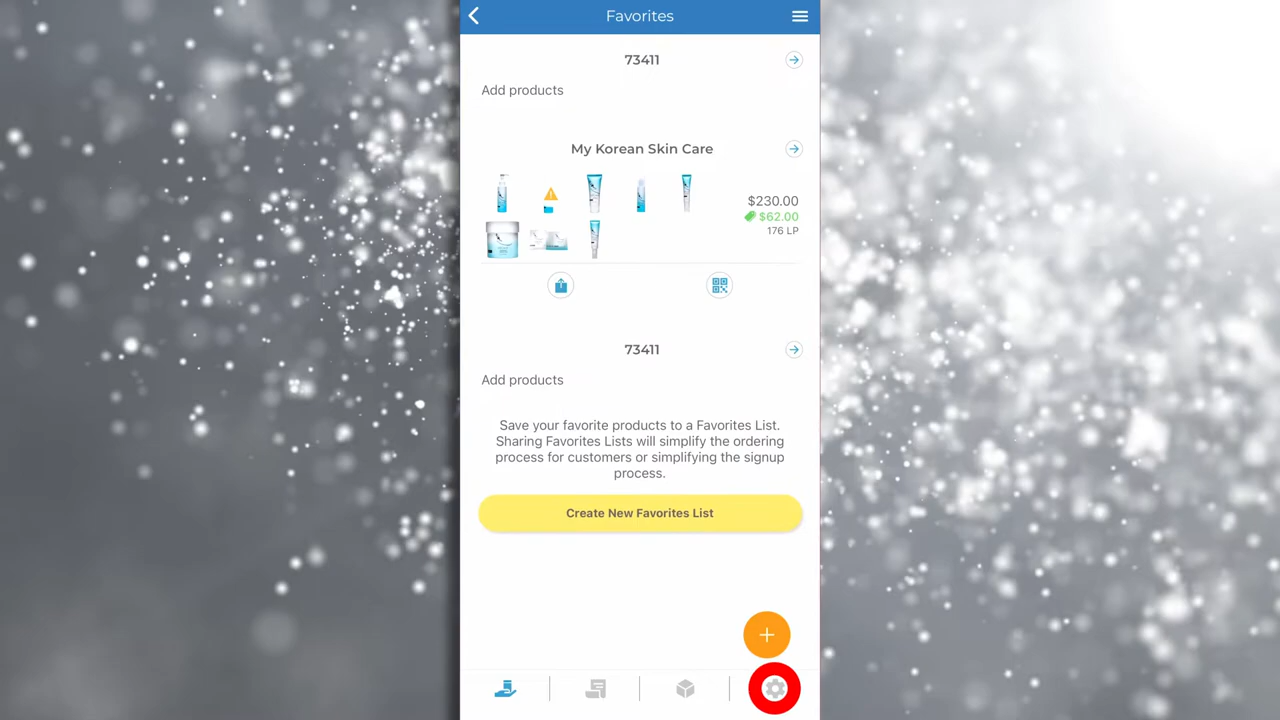 Favorites
73411
Add products
My Korean Skin Care
$230.00
$62.00
176 LP
73411
Add products
Save your favorite products to a Favorites List.
Sharing Favorites Lists will simplify the ordering
process for customers or simplifying the signup
process.
Create New Favorites List